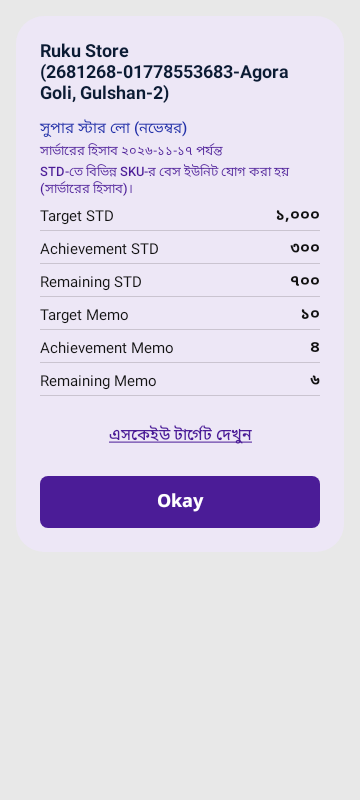 Ruku Store
(2681268-01778553683-Agora
Goli, Gulshan-2)
সুপার স্টার লো (নভেম্বর)
সার্ভারের হিসাব ২০২৬-১১-১৭ পর্যন্ত
STD-তে বিভিন্ন SKU-র বেস ইউনিট যোগ করা হয়
(সার্ভারের হিসাব)।
Target STD ১,০০০
Achievement STD ৩০০
Remaining STD ৭০০
Target Memo ১০
Achievement Memo ৪
Remaining Memo ৬
এসকেইউ টার্গেট দেখুন
Okay